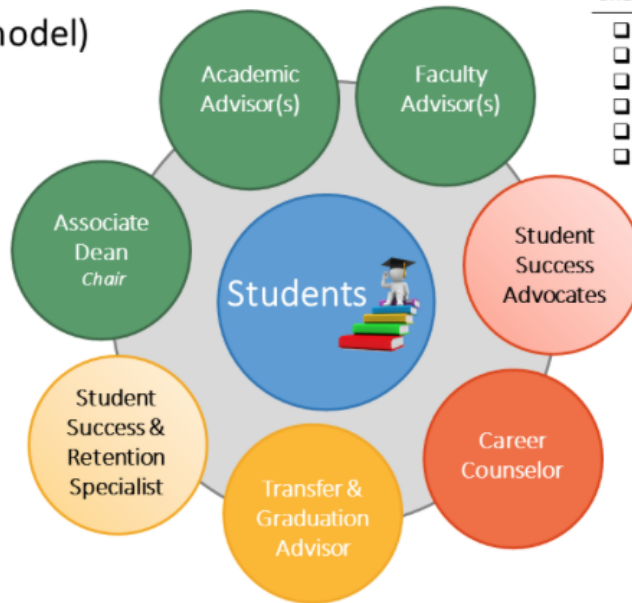 model)
Academic
Advisor(s)
Faculty
Advisor(s)
Associate
Dean
Chair
Students
Student
Success
Advocates
Student
Success &
Retention
Specialist
Career
Counselor
Transfer &
Graduation
Advisor